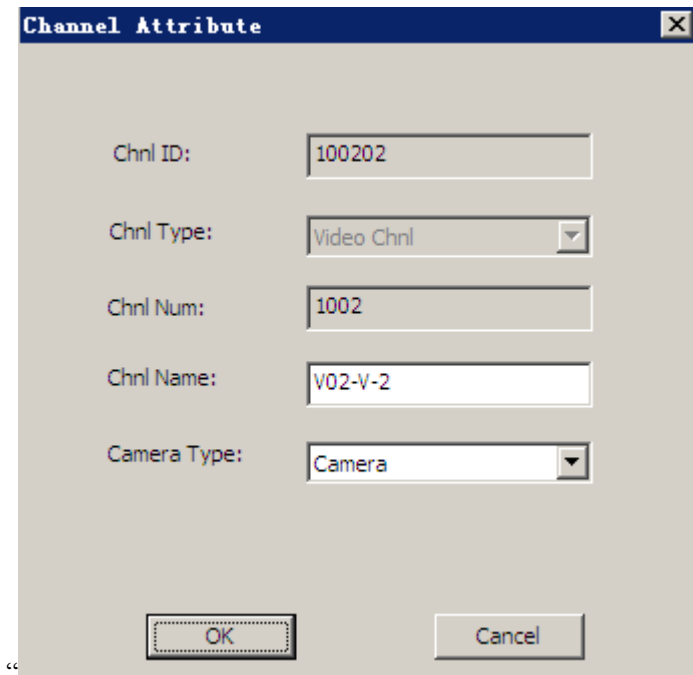 Channel Attribute
Chnl ID: 100202
Chnl Type: Video Chnl
Chnl Num: 1002
Chnl Name: V02-V-2
Camera Type: Camera
OK Cancel
“